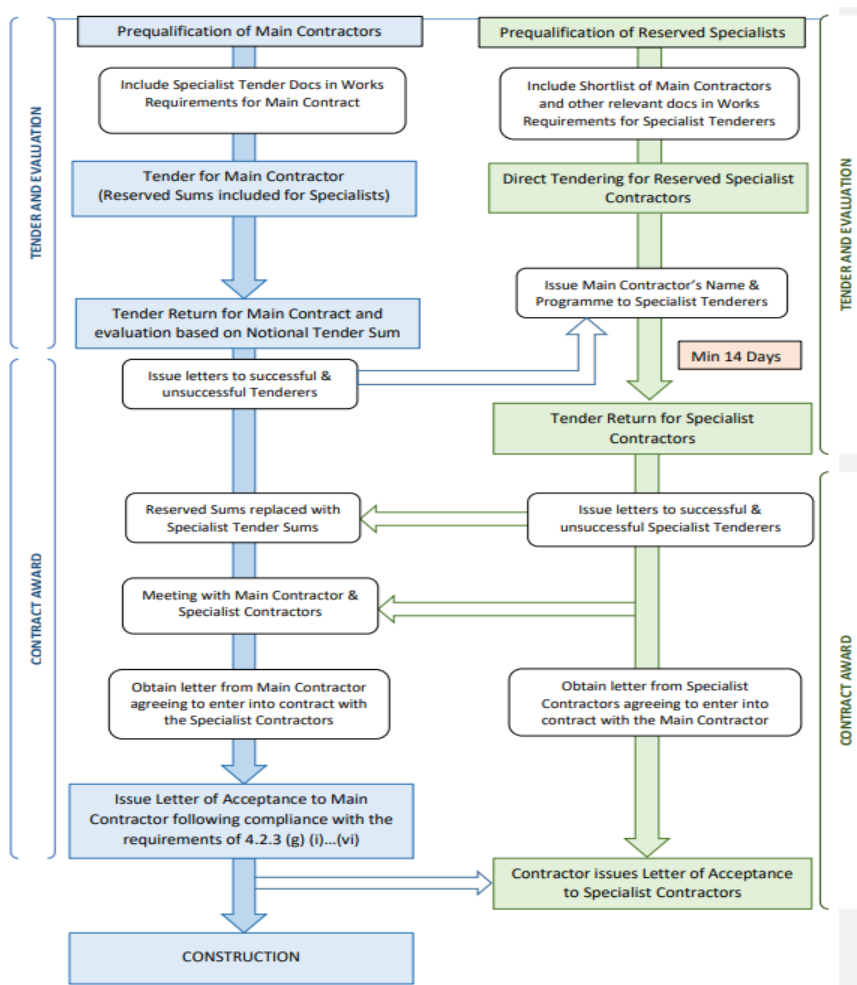 Prequalification of Main Contractors
Prequalification of Reserved Specialists
Include Specialist Tender Docs in Works
Requirements for Main Contract
Include Shortlist of Main Contractors
and other relevant docs in Works
Requirements for Specialist Tenderers
TENDER AND EVALUATION
Tender for Main Contractor
(Reserved Sums included for Specialists)
Direct Tendering for Reserved Specialist
Contractors
TENDER AND EVALUATION
Issue Main Contractor's Name &
Programme to Specialist Tenderers
Tender Return for Main Contract and
evaluation based on Notional Tender Sum
Min 14 Days
Issue letters to successful &
unsuccessful Tenderers
Tender Return for Specialist
Contractors
Reserved Sums replaced with
Specialist Tender Sums
Issue letters to successful &
unsuccessful Specialist Tenderers
CONTRACT AWARD
Meeting with Main Contractor &
Specialist Contractors
Obtain letter from Main Contractor
agreeing to enter into contract with
the Specialist Contractors
Obtain letter from Specialist
Contractors agreeing to enter into
contract with the Main Contractor
CONTRACT AWARD
Issue Letter of Acceptance to Main
Contractor following compliance with the
requirements of 4.2.3 (g) (i)...(vi)
Contractor issues Letter of Acceptance
to Specialist Contractors
CONSTRUCTION